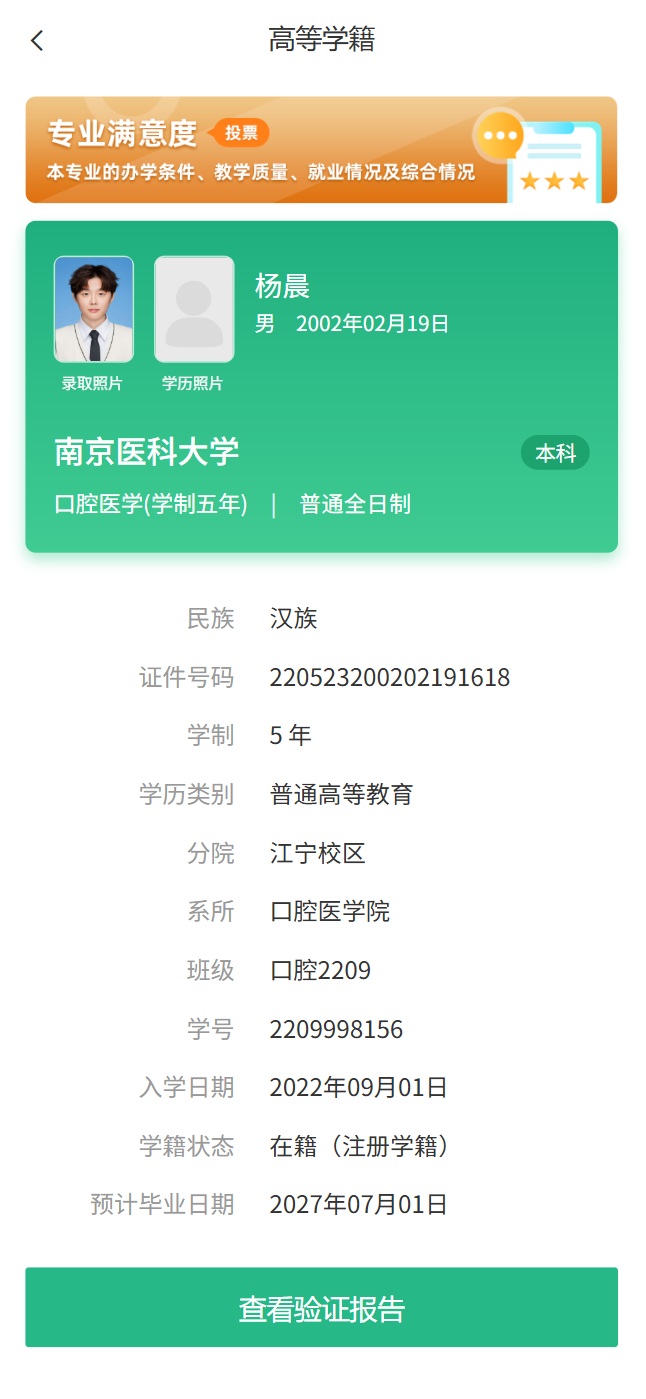 高等学籍
专业满意度 投票
本专业的办学条件、教学质量、就业情况及综合情况
杨晨
男 2002年02月19日
录取照片 学历照片
南京医科大学 本科
口腔医学(学制五年) | 普通全日制
民族 汉族
证件号码 220523200202191618
学制 5 年
学历类别 普通高等教育
分院 江宁校区
系所 口腔医学院
班级 口腔2209
学号 2209998156
入学日期 2022年09月01日
学籍状态 在籍（注册学籍）
预计毕业日期 2027年07月01日
查看验证报告